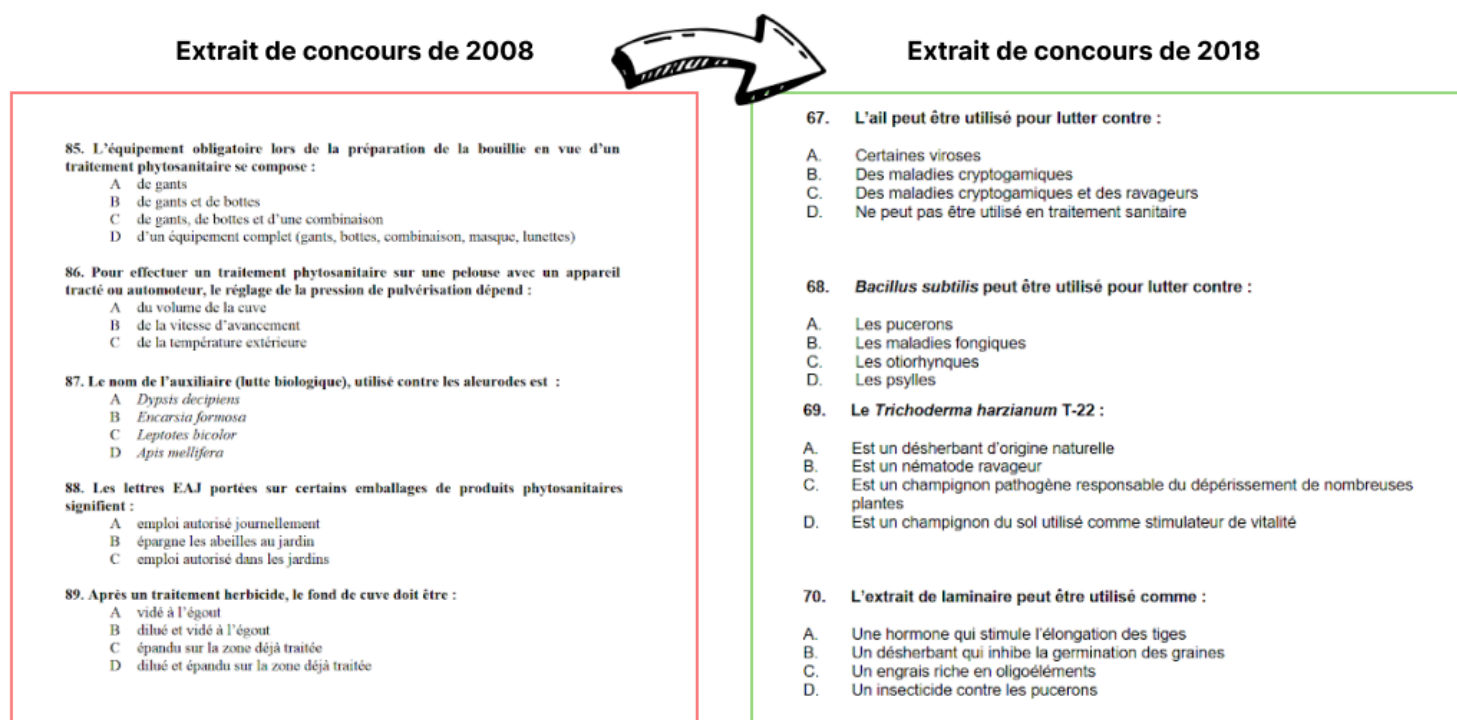 Extrait de concours de 2008
85. L'équipement obligatoire lors de la préparation de la bouillie en vue d'un
traitement phytosanitaire se compose :
A de gants
B de gants et de bottes
C de gants, de bottes et d'une combinaison
D d'un équipement complet (gants, bottes, combinaison, masque, lunettes)
86. Pour effectuer un traitement phytosanitaire sur une pelouse avec un appareil
tracté ou automoteur, le réglage de la pression de pulvérisation dépend :
A du volume de la cuve
B de la vitesse d'avancement
C de la température extérieure
87. Le nom de l'auxiliaire (lutte biologique), utilisé contre les aleurodes est :
A Dypsis decipiens
B Encarsia formosa
C Leptotes bicolor
D Apis mellifera
88. Les lettres EAJ portées sur certains emballages de produits phytosanitaires
signifient :
A emploi autorisé journellement
B épargne les abeilles au jardin
C emploi autorisé dans les jardins
89. Après un traitement herbicide, le fond de cuve doit être :
A vidé à l'égout
B dilué et vidé à l'égout
C épandu sur la zone déjà traitée
D dilué et épandu sur la zone déjà traitée
Extrait de concours de 2018
67. L'ail peut être utilisé pour lutter contre :
A. Certaines viroses
B. Des maladies cryptogamiques
C. Des maladies cryptogamiques et des ravageurs
D. Ne peut pas être utilisé en traitement sanitaire
68. Bacillus subtilis peut être utilisé pour lutter contre :
A. Les pucerons
B. Les maladies fongiques
C. Les otiorhynques
D. Les psylles
69. Le Trichoderma harzianum T-22 :
A. Est un désherbant d'origine naturelle
B. Est un nématode ravageur
C. Est un champignon pathogène responsable du dépérissement de nombreuses
plantes
D. Est un champignon du sol utilisé comme stimulateur de vitalité
70. L'extrait de laminaire peut être utilisé comme :
A. Une hormone qui stimule l'élongation des tiges
B. Un désherbant qui inhibe la germination des graines
C. Un engrais riche en oligoéléments
D. Un insecticide contre les pucerons